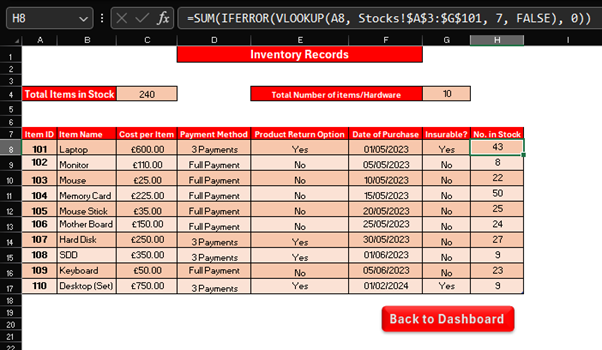 H8 fx =SUM(IFERROR(VLOOKUP(A8, Stocks!$A$3:$G$101, 7, FALSE), 0))
A B C D E F G H I
1 Inventory Records
2
3
4 Total Items in Stock 240 Total Number of items/Hardware 10
5
6
7 Item ID Item Name Cost per Item Payment Method Product Return Option Date of Purchase Insurable? No. in Stock
8 101 Laptop £600.00 3 Payments Yes 01/05/2023 Yes 43
9 102 Monitor £110.00 Full Payment No 05/05/2023 No 8
10 103 Mouse £25.00 Full Payment No 10/05/2023 No 22
11 104 Memory Card £225.00 Full Payment No 15/05/2023 No 50
12 105 Mouse Stick £35.00 Full Payment No 20/05/2023 No 25
13 106 Mother Board £150.00 Full Payment No 25/05/2023 No 24
14 107 Hard Disk £250.00 3 Payments Yes 30/05/2023 No 27
15 108 SDD £350.00 3 Payments Yes 01/06/2023 No 9
16 109 Keyboard £50.00 Full Payment No 05/06/2023 No 23
17 110 Desktop (Set) £750.00 3 Payments Yes 01/02/2024 Yes 9
18
19 Back to Dashboard
20
21
22